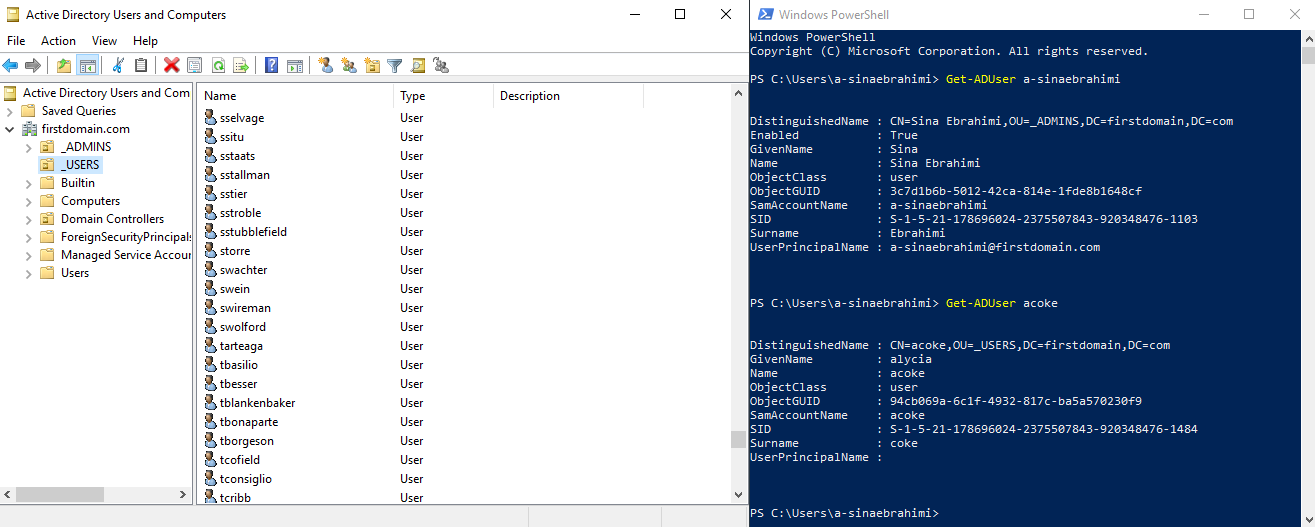 Active Directory Users and Computers
File Action View Help
Active Directory Users and Com
Saved Queries
firstdomain.com
_ADMINS
_USERS
Builtin
Computers
Domain Controllers
ForeignSecurityPrincipals
Managed Service Accour
Users
Name Type Description
sselvage User
ssitu User
sstaats User
sstallman User
sstier User
sstroble User
sstubblefield User
storre User
swachter User
swein User
swireman User
swolford User
tarteaga User
tbasilio User
tbesser User
tblankenbaker User
tbonaparte User
tborgeson User
tcofield User
tconsiglio User
tcribb User
Windows PowerShell
Windows PowerShell
Copyright (C) Microsoft Corporation. All rights reserved.
PS C:\Users\a-sinaebrahimi> Get-ADUser a-sinaebrahimi
DistinguishedName : CN=Sina Ebrahimi,OU=_ADMINS,DC=firstdomain,DC=com
Enabled : True
GivenName : Sina
Name : Sina Ebrahimi
ObjectClass : user
ObjectGUID : 3c7d1b6b-5012-42ca-814e-1fde8b1648cf
SamAccountName : a-sinaebrahimi
SID : S-1-5-21-178696024-2375507843-920348476-1103
Surname : Ebrahimi
UserPrincipalName : a-sinaebrahimi@firstdomain.com
PS C:\Users\a-sinaebrahimi> Get-ADUser acoke
DistinguishedName : CN=acoke,OU=_USERS,DC=firstdomain,DC=com
GivenName : alycia
Name : acoke
ObjectClass : user
ObjectGUID : 94cb069a-6c1f-4932-817c-ba5a570230f9
SamAccountName : acoke
SID : S-1-5-21-178696024-2375507843-920348476-1484
Surname : coke
UserPrincipalName :
PS C:\Users\a-sinaebrahimi>